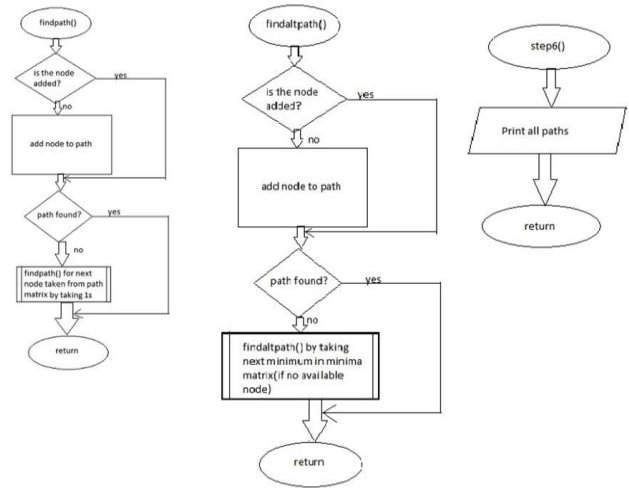 findpath()
is the node
added?
yes
no
add node to path
path found?
yes
no
findpath() for next
node taken from path
matrix by taking 1s
return
findaltpath()
is the node
added?
yes
no
add node to path
path found?
yes
no
findaltpath() by taking
next minimum in minima
matrix(if no available
node)
return
step6()
Print all paths
return